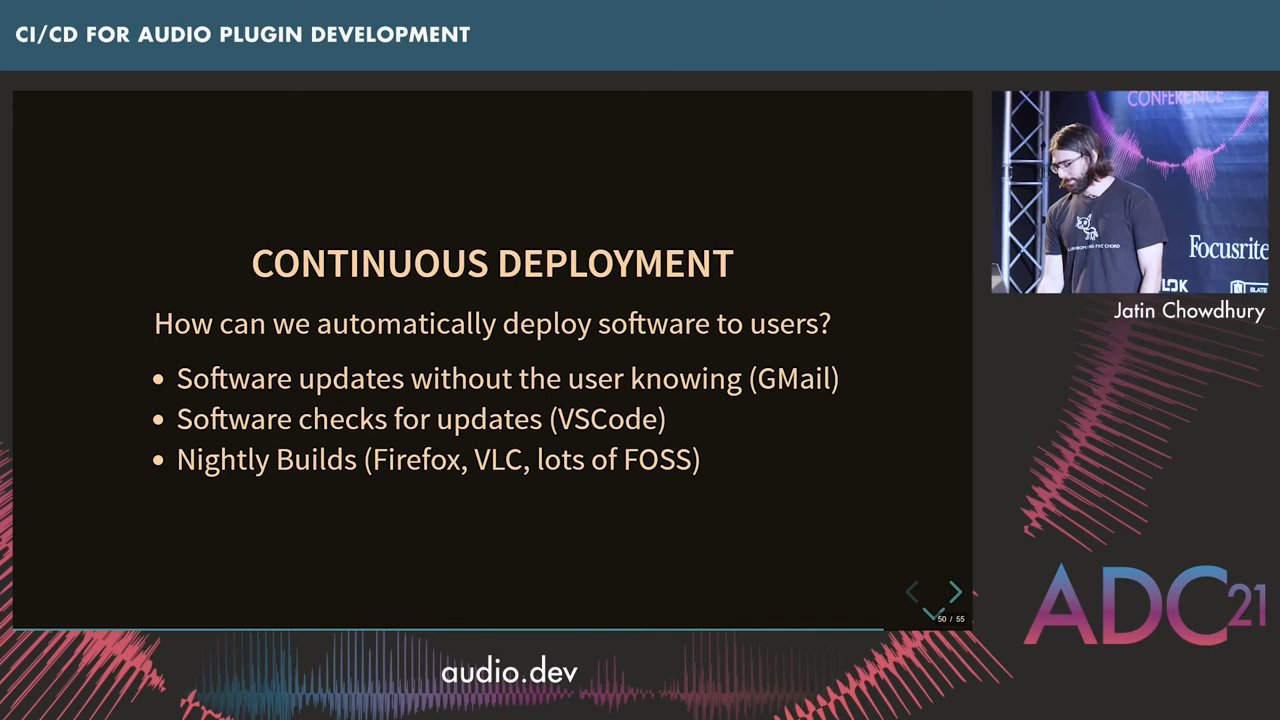 CI/CD FOR AUDIO PLUGIN DEVELOPMENT
CONTINUOUS DEPLOYMENT
How can we automatically deploy software to users?
• Software updates without the user knowing (GMail)
• Software checks for updates (VSCode)
• Nightly Builds (Firefox, VLC, lots of FOSS)
50 / 55
CONFERENCE
Focusrite
Jatin Chowdhury
ADC21
audio.dev